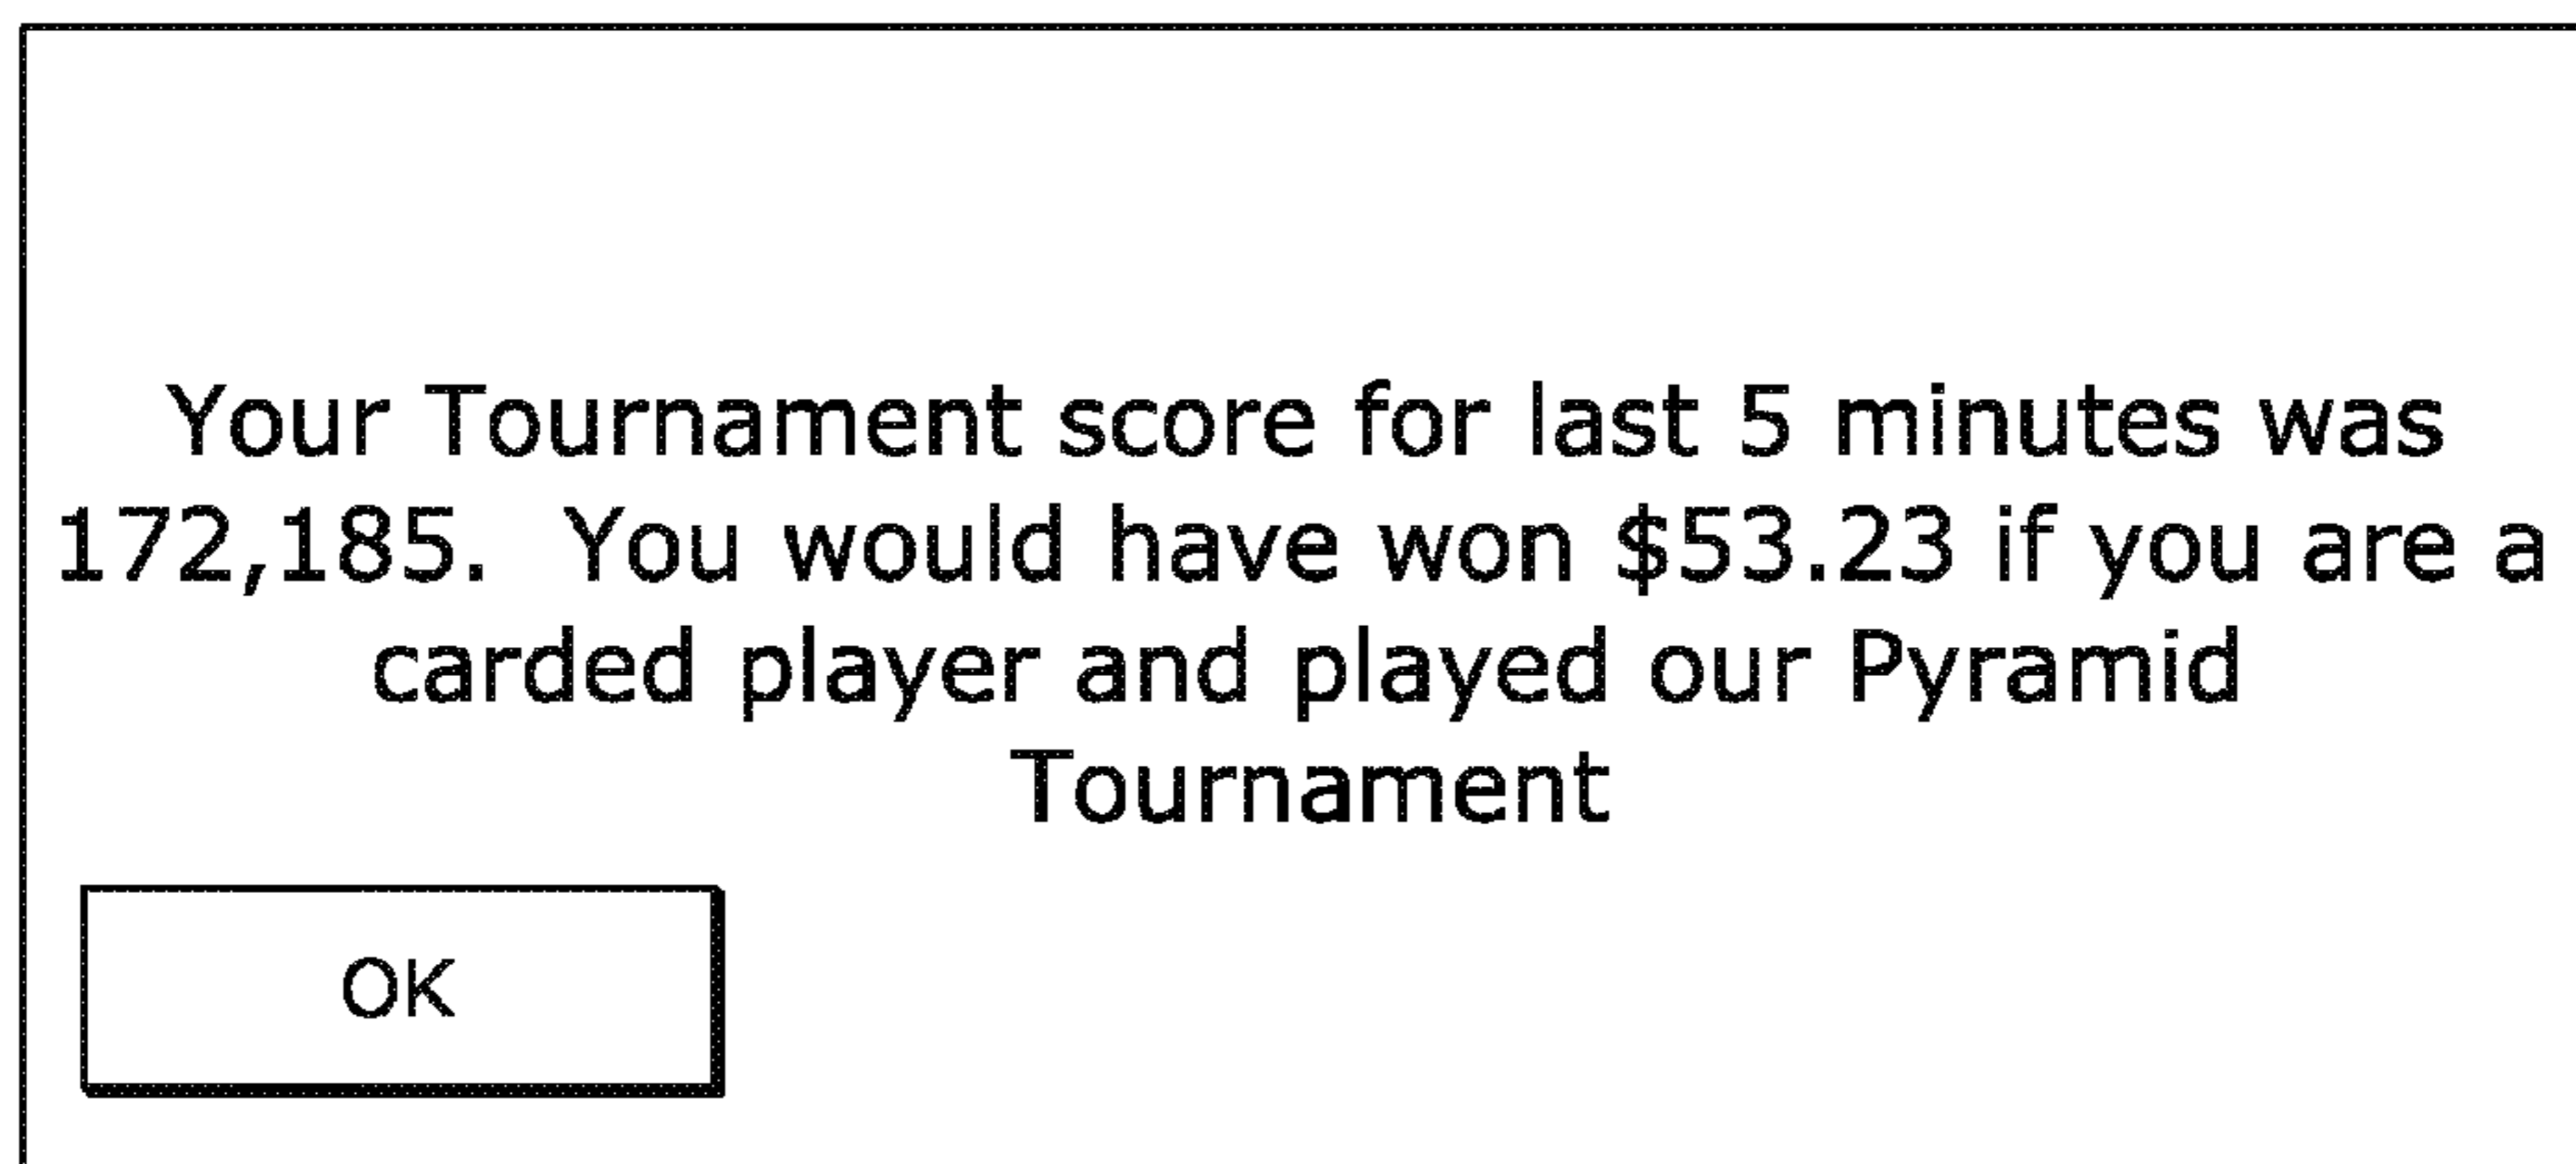 Your Tournament score for last 5 minutes was
172,185.  You would have won $53.23 if you are a
carded player and played our Pyramid
Tournament
OK